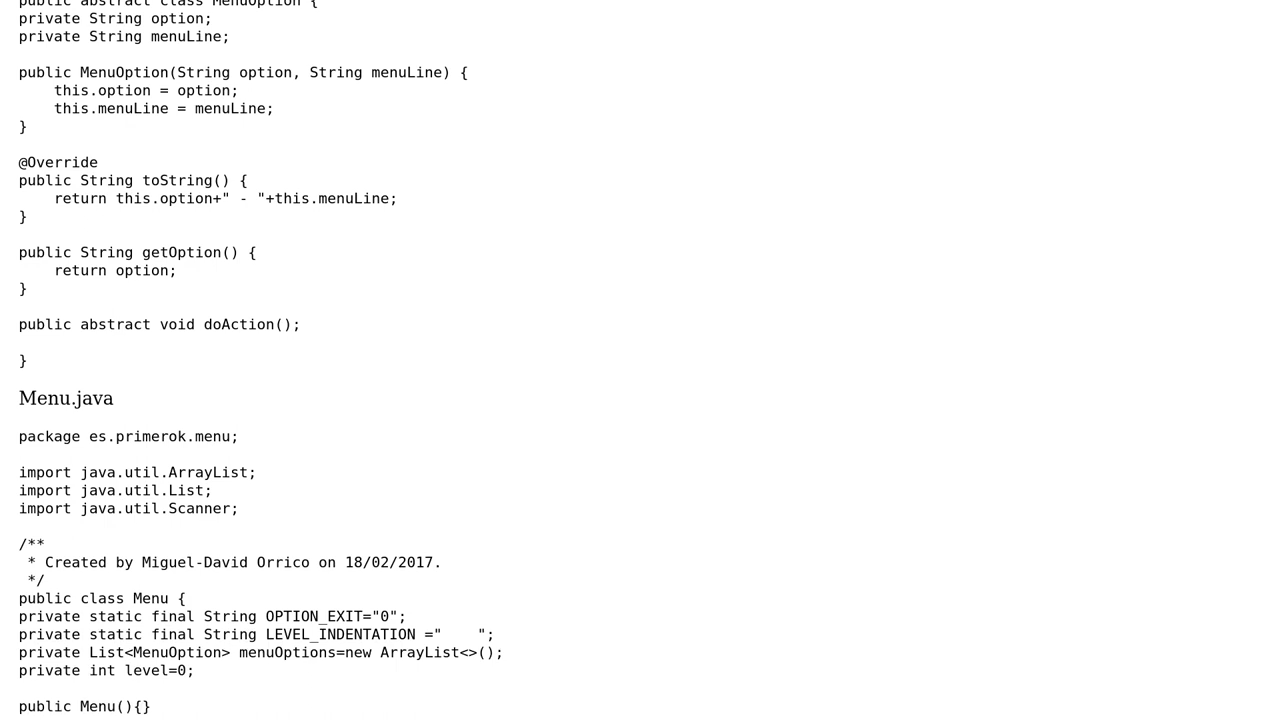 public abstract class MenuOption {
private String option;
private String menuLine;

public MenuOption(String option, String menuLine) {
    this.option = option;
    this.menuLine = menuLine;
}

@Override
public String toString() {
    return this.option+" - "+this.menuLine;
}

public String getOption() {
    return option;
}

public abstract void doAction();

}

Menu.java

package es.primerok.menu;

import java.util.ArrayList;
import java.util.List;
import java.util.Scanner;

/**
 * Created by Miguel-David Orrico on 18/02/2017.
 */
public class Menu {
private static final String OPTION_EXIT="0";
private static final String LEVEL_INDENTATION ="    ";
private List<MenuOption> menuOptions=new ArrayList<>();
private int level=0;

public Menu(){}